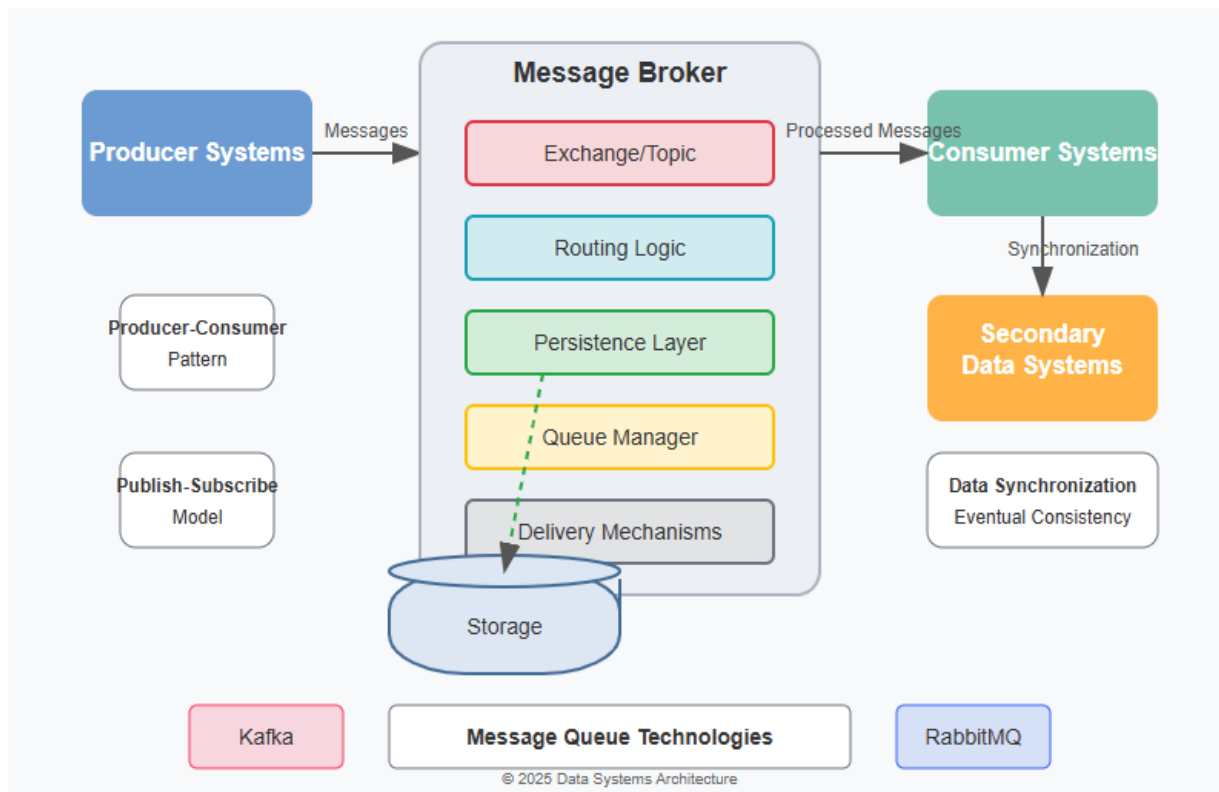 Message Broker
Producer Systems
Messages
Exchange/Topic
Processed Messages
Consumer Systems
Routing Logic
Synchronization
Producer-Consumer
Pattern
Persistence Layer
Secondary
Data Systems
Queue Manager
Publish-Subscribe
Model
Data Synchronization
Eventual Consistency
Delivery Mechanisms
Storage
Kafka
Message Queue Technologies
RabbitMQ
© 2025 Data Systems Architecture